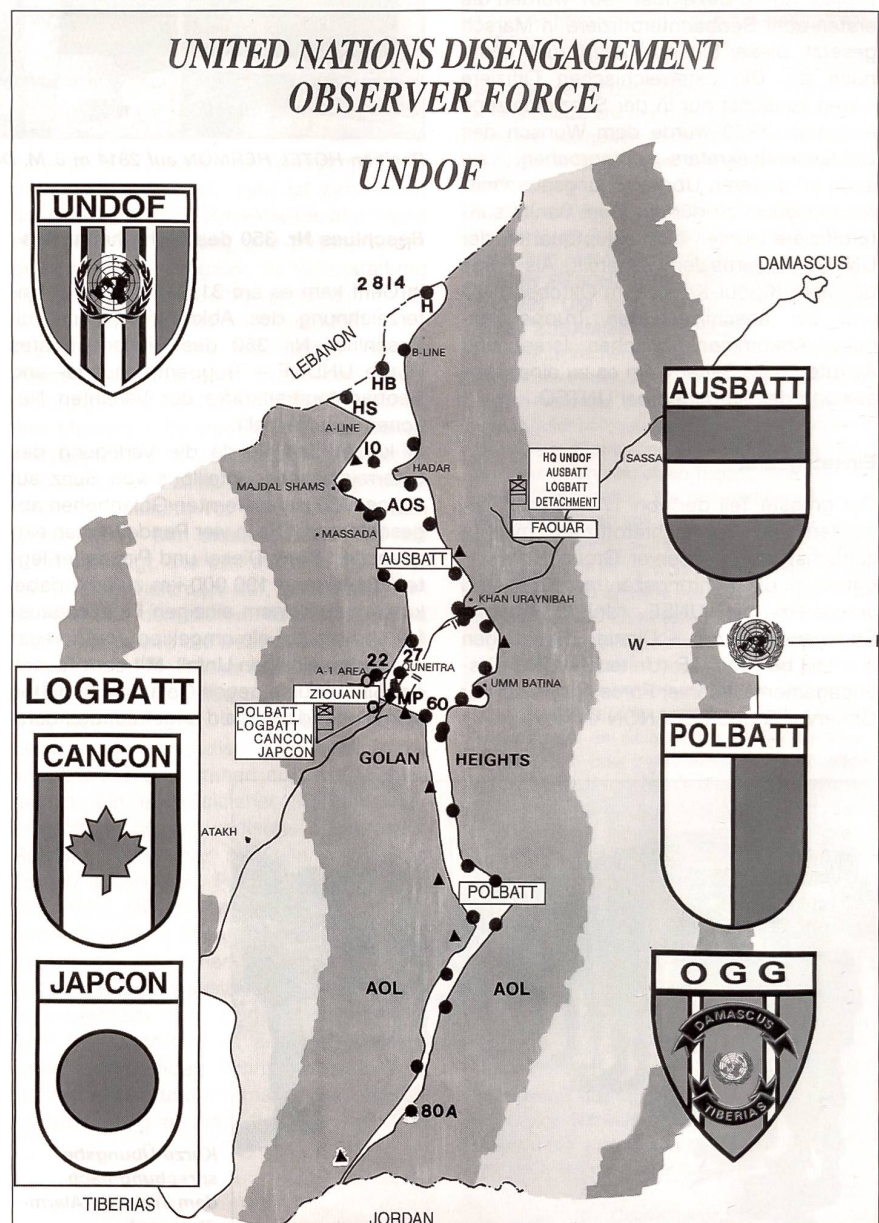 UNITED NATIONS DISENGAGEMENT
OBSERVER FORCE
UNDOF
UNDOF
2814
H
DAMASCUS
LEBANON
B-LINE
HB
HS
A-LINE
10
HADAR
MAJDAL SHAMS
AOS
MASSADA
HQ UNDOF
AUSBATT
LOGBATT
DETACHMENT
SASSA
FAOUAR
AUSBATT
AUSBATT
KHAN URAYNIBAH
W
A-1 AREA
22
27
QUNEITRA
UMM BATINA
ZIOUANI
MP
60
POLBATT
LOGBATT
CANCON
JAPCON
GOLAN HEIGHTS
LOGBATT
CANCON
POLBATT
ATAKH
POLBATT
JAPCON
AOL
AOL
OGG
DAMASCUS
TIBERIAS
80A
TIBERIAS
JORDAN